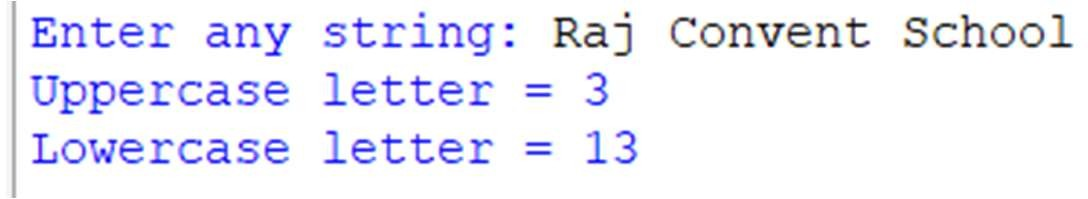 Enter any string: Raj Convent School
Uppercase letter = 3
Lowercase letter = 13